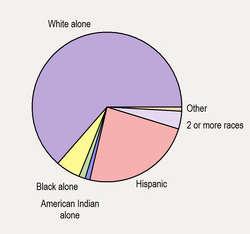 White alone
Other
2 or more races
Hispanic
Black alone
American Indian
alone